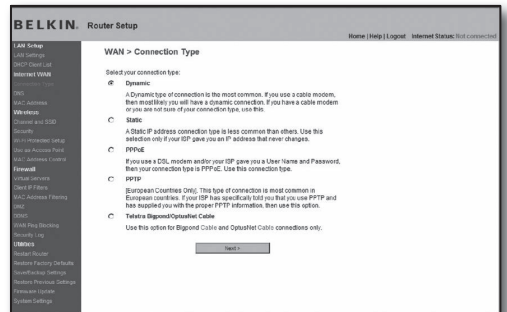 BELKIN. Router Setup
Home | Help | Logout Internet Status: Not connected
LAN Setup
LAN Settings
DHCP Client List
Internet WAN
Connection Type
DNS
MAC Address
Wireless
Channel and SSID
Security
Wi-Fi Protected Setup
Use as Access Point
MAC Address Control
Firewall
Virtual Servers
Client IP Filters
MAC Address Filtering
DMZ
DDNS
WAN Ping Blocking
Security Log
Utilities
Restart Router
Restore Factory Defaults
Save/Backup Settings
Restore Previous Settings
Firmware Update
System Settings
WAN > Connection Type
Select your connection type:
Dynamic
A Dynamic type of connection is the most common. If you use a cable modem,
then most likely you will have a dynamic connection. If you have a cable modem
or you are not sure of your connection type, use this.
Static
A Static IP address connection type is less common than others. Use this
selection only if your ISP gave you an IP address that never changes.
PPPoE
If you use a DSL modem and/or your ISP gave you a User Name and Password,
then your connection type is PPPoE. Use this connection type.
PPTP
[European Countries Only]. This type of connection is most common in
European countries. If your ISP has specifically told you that you use PPTP and
has supplied you with the proper PPTP information, then use this option.
Telstra Bigpond/OptusNet Cable
Use this option for Bigpond Cable and OptusNet Cable connections only.
Next >